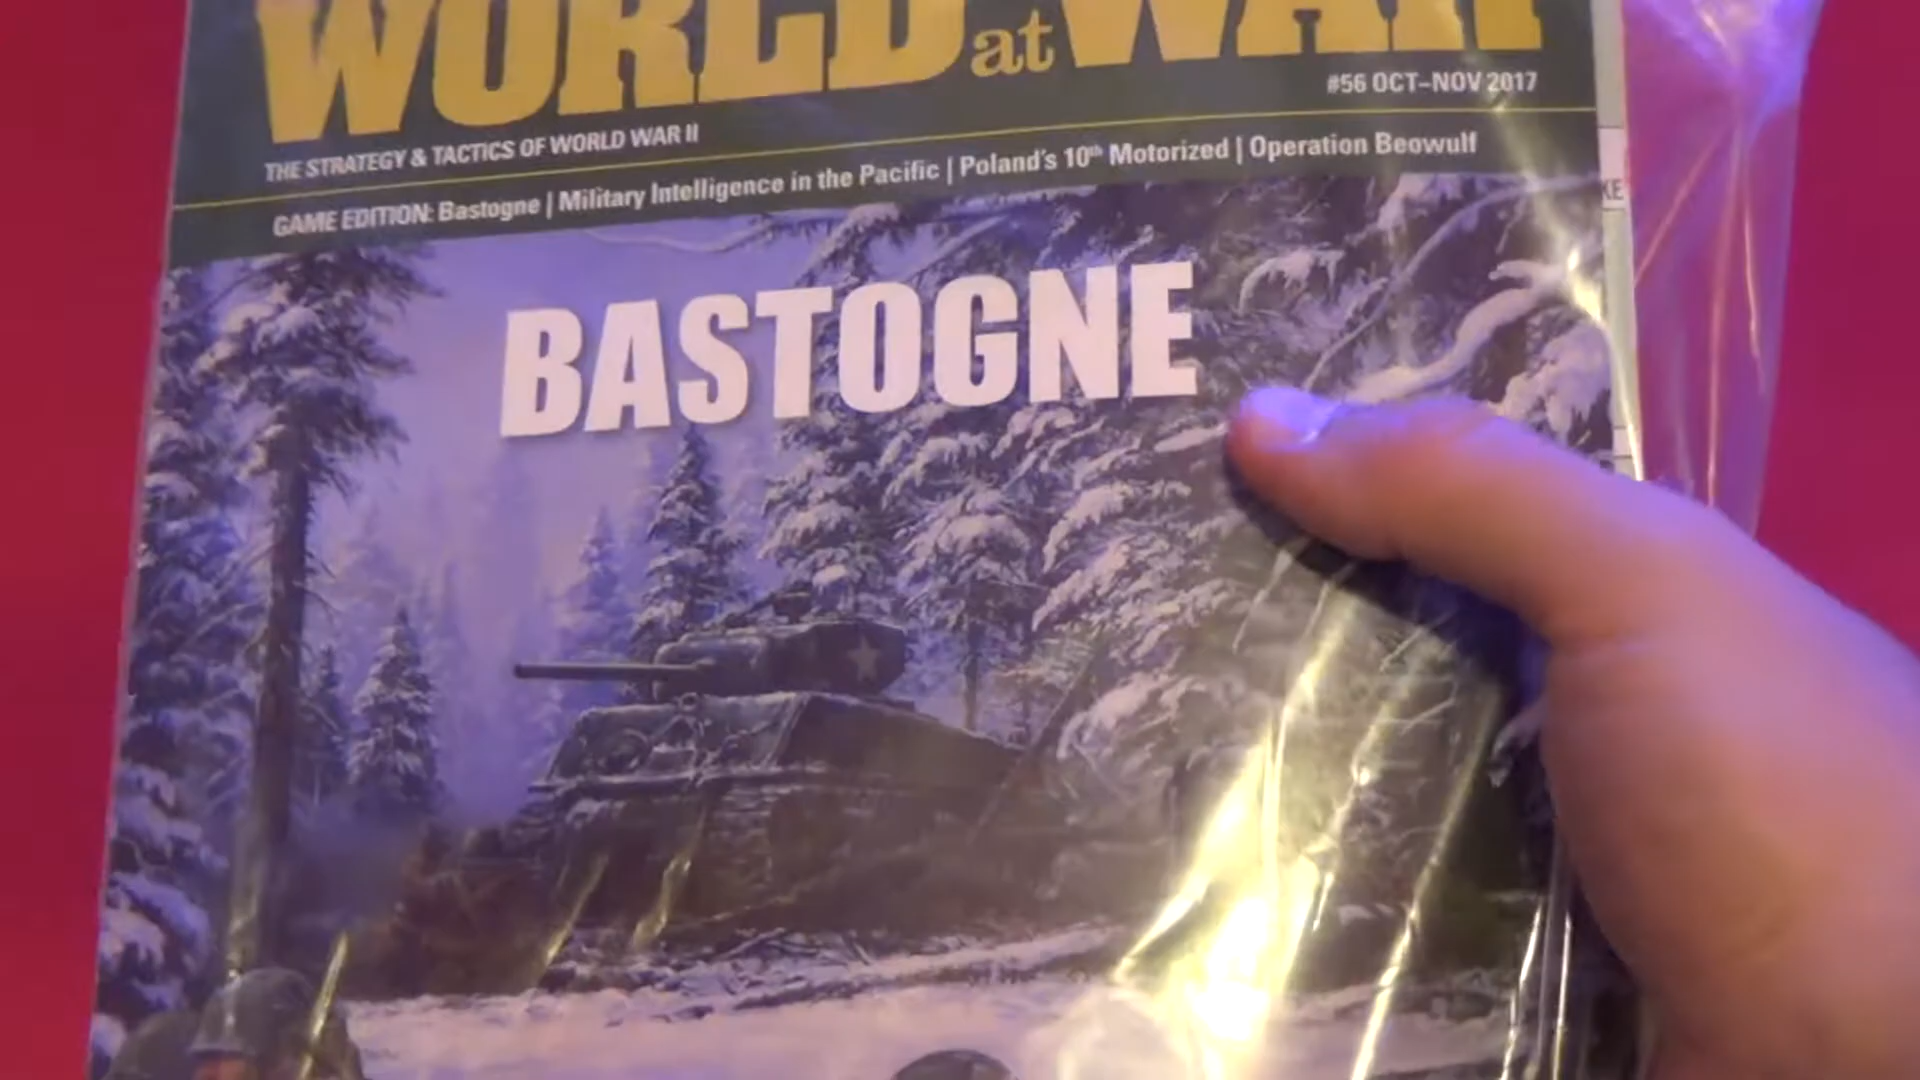 WORLD at WAR
#56 OCT–NOV 2017
THE STRATEGY & TACTICS OF WORLD WAR II
GAME EDITION: Bastogne | Military Intelligence in the Pacific | Poland's 10th Motorized | Operation Beowulf
BASTOGNE